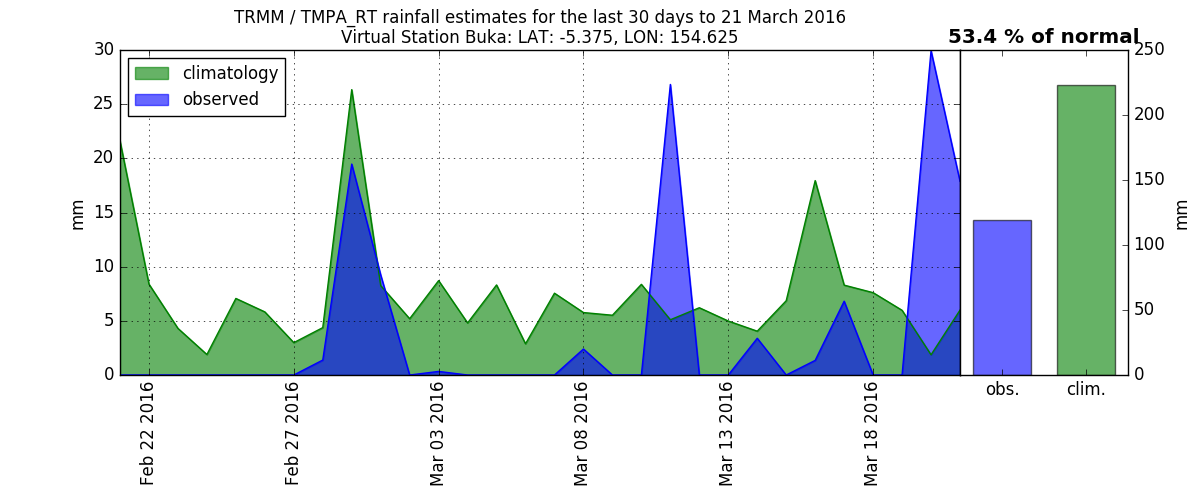 TRMM / TMPA_RT rainfall estimates for the last 30 days to 21 March 2016
Virtual Station Buka: LAT: -5.375, LON: 154.625
53.4 % of normal
climatology
observed
30
25
20
15
10
5
0
mm
Feb 22 2016
Feb 27 2016
Mar 03 2016
Mar 08 2016
Mar 13 2016
Mar 18 2016
250
200
150
100
50
0
mm
obs.
clim.